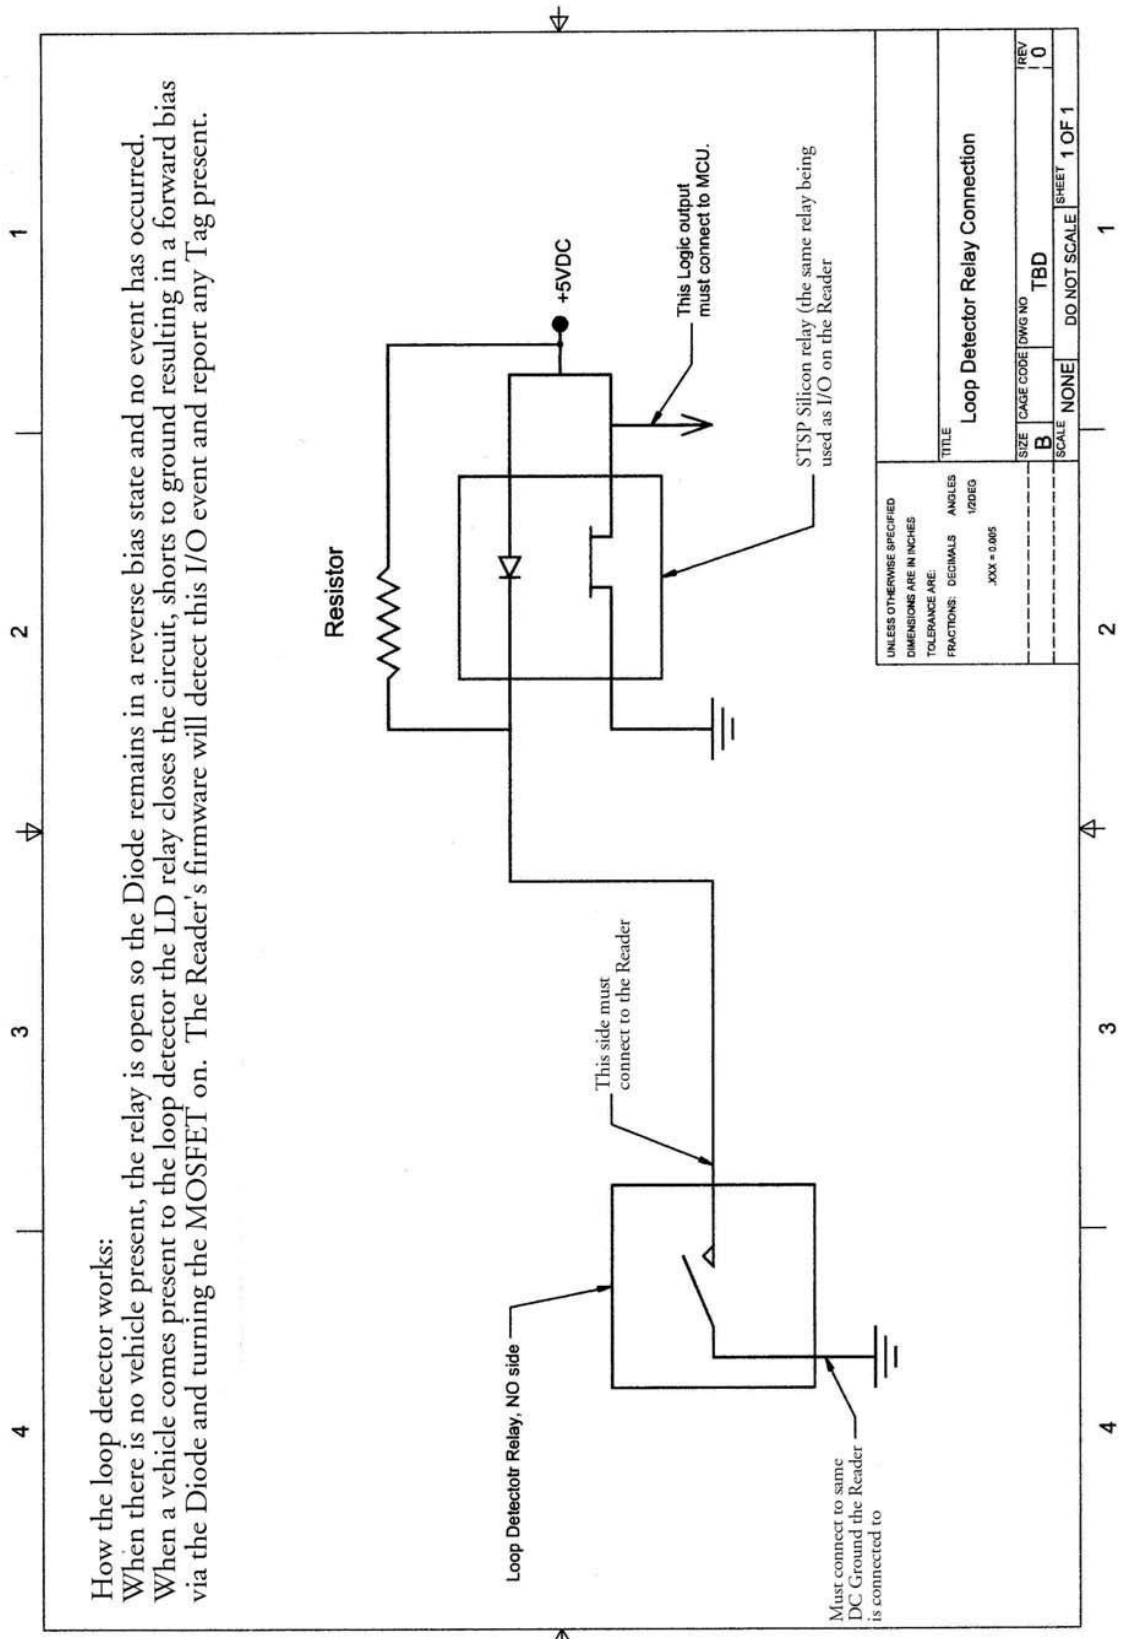 4
3
2
1
How the loop detector works:
When there is no vehicle present, the relay is open so the Diode remains in a reverse bias state and no event has occurred.
When a vehicle comes present to the loop detector the LD relay closes the circuit, shorts to ground resulting in a forward bias
via the Diode and turning the MOSFET on. The Reader's firmware will detect this I/O event and report any Tag present.
Resistor
+5VDC
Loop Detectotr Relay, NO side
This side must
connect to the Reader
This Logic output
must connect to MCU.
STSP Silicon relay (the same relay being
used as I/O on the Reader
Must connect to same
DC Ground the Reader
is connected to
UNLESS OTHERWISE SPECIFIED
DIMENSIONS ARE IN INCHES
TOLERANCE ARE:
FRACTIONS: DECIMALS ANGLES
1/2DEG
.XXX = 0.005
TITLE
Loop Detector Relay Connection
SIZE CAGE CODE DWG NO REV
B TBD 0
SCALE NONE DO NOT SCALE SHEET 1 OF 1
4
3
2
1